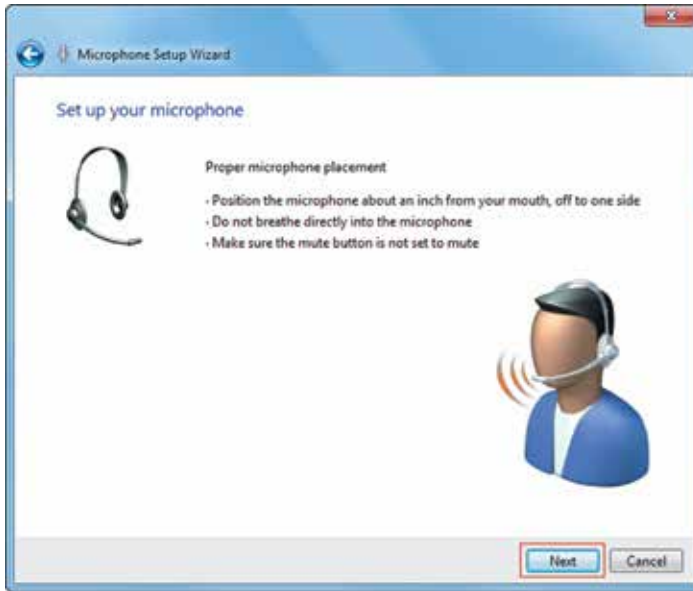 Microphone Setup Wizard
Set up your microphone
Proper microphone placement
• Position the microphone about an inch from your mouth, off to one side
• Do not breathe directly into the microphone
• Make sure the mute button is not set to mute
Next
Cancel